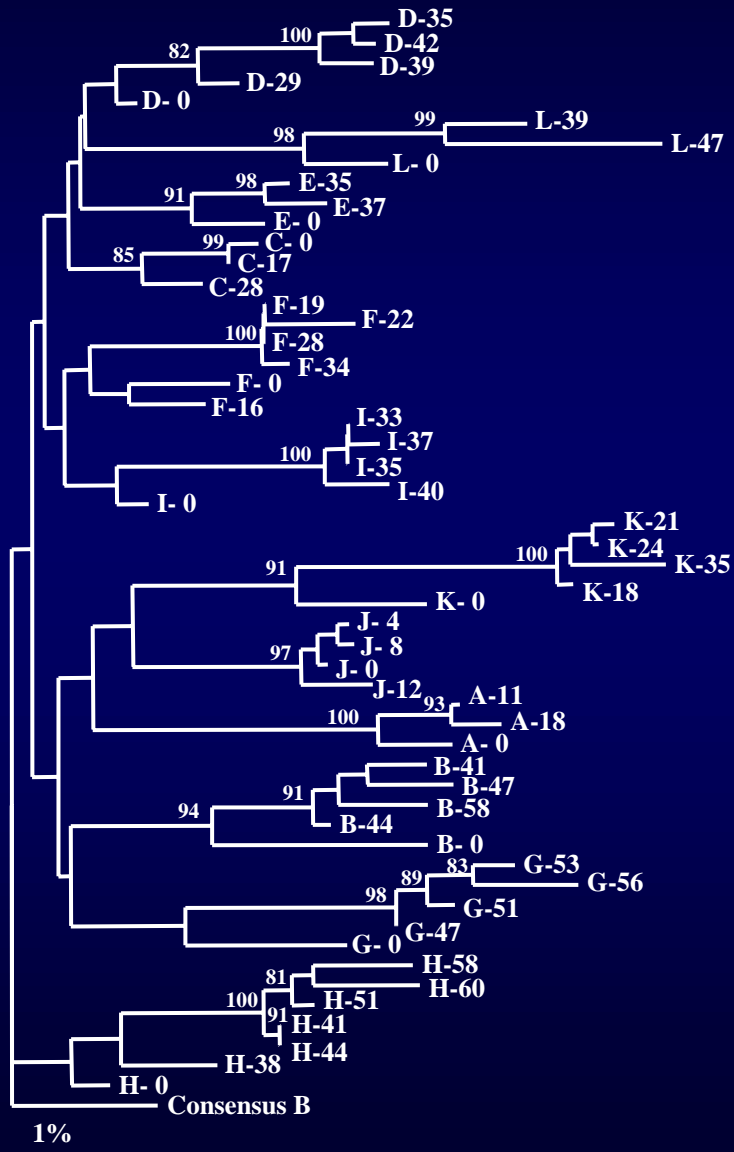 D-35
100
82
D-42
D-39
D-29
D- 0
99
L-39
98
L-47
L- 0
98
E-35
91
E-37
E- 0
99
C- 0
85
C-17
C-28
F-19
F-22
100
F-28
F-34
F- 0
F-16
I-33
I-37
100
I-35
I-40
I- 0
K-21
K-24
100
K-35
91
K-18
K- 0
J- 4
J- 8
97
J- 0
J-12
A-11
93
100
A-18
A- 0
B-41
B-47
91
B-58
94
B-44
B- 0
G-53
83
89
G-56
98
G-51
G-47
G- 0
H-58
81
H-60
100
H-51
91
H-41
H-44
H-38
H- 0
Consensus B
1%